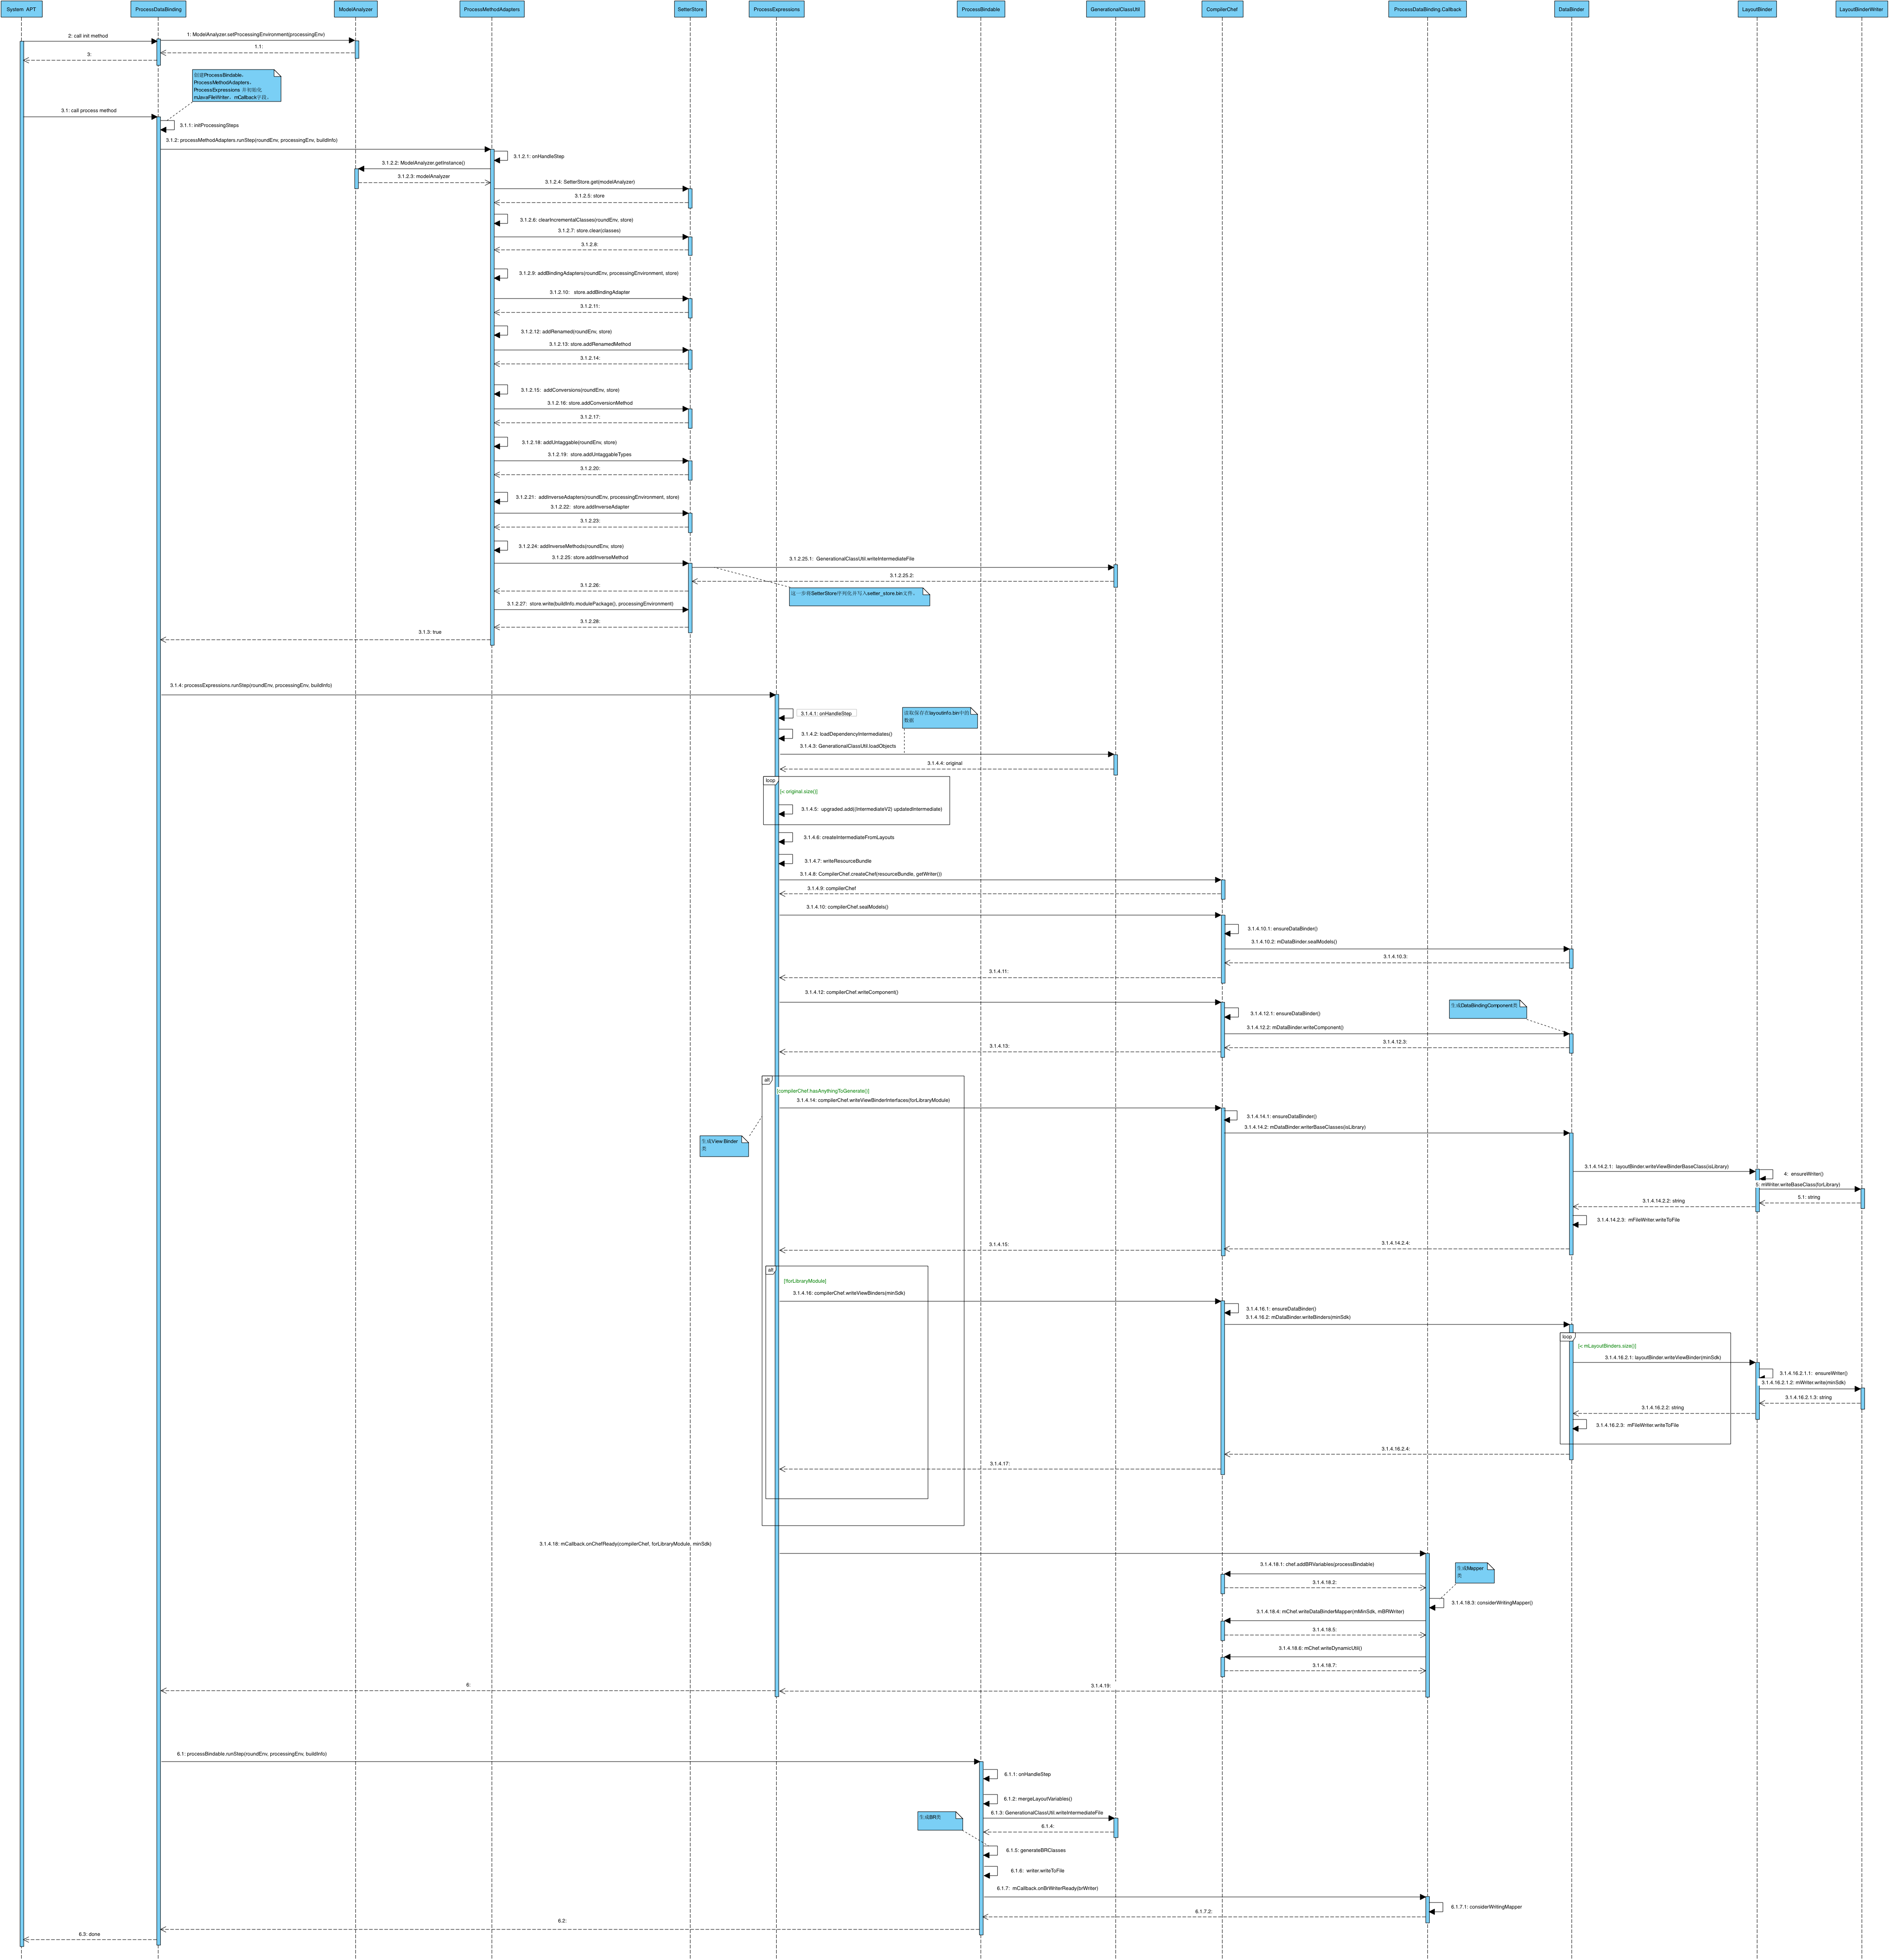 System APT
ProcessDataBinding
ModelAnalyzer
ProcessMethodAdapters
SetterStore
ProcessExpressions
ProcessBindable
GenerationalClassUtil
CompilerChef
ProcessDataBinding.Callback
DataBinder
LayoutBinder
LayoutBinderWriter
2: call init method
1: ModelAnalyzer.setProcessingEnvironment(processingEnv)
1.1:
3:
创建ProcessBindable、
ProcessMethodAdapters、
ProcessExpressions 并初始化
mJavaFileWriter、mCallback字段。
3.1: call process method
3.1.1: initProcessingSteps
3.1.2: processMethodAdapters.runStep(roundEnv, processingEnv, buildInfo)
3.1.2.1: onHandleStep
3.1.2.2: ModelAnalyzer.getInstance()
3.1.2.3: modelAnalyzer
3.1.2.4: SetterStore.get(modelAnalyzer)
3.1.2.5: store
3.1.2.6: clearIncrementalClasses(roundEnv, store)
3.1.2.7: store.clear(classes)
3.1.2.8:
3.1.2.9: addBindingAdapters(roundEnv, processingEnvironment, store)
3.1.2.10: store.addBindingAdapter
3.1.2.11:
3.1.2.12: addRenamed(roundEnv, store)
3.1.2.13: store.addRenamedMethod
3.1.2.14:
3.1.2.15: addConversions(roundEnv, store)
3.1.2.16: store.addConversionMethod
3.1.2.17:
3.1.2.18: addUntaggable(roundEnv, store)
3.1.2.19: store.addUntaggableTypes
3.1.2.20:
3.1.2.21: addInverseAdapters(roundEnv, processingEnvironment, store)
3.1.2.22: store.addInverseAdapter
3.1.2.23:
3.1.2.24: addInverseMethods(roundEnv, store)
3.1.2.25: store.addInverseMethod
3.1.2.25.1: GenerationalClassUtil.writeIntermediateFile
3.1.2.25.2:
3.1.2.26:
这一步将SetterStore序列化并写入setter_store.bin文件。
3.1.2.27: store.write(buildInfo.modulePackage(), processingEnvironment)
3.1.2.28:
3.1.3: true
3.1.4: processExpressions.runStep(roundEnv, processingEnv, buildInfo)
3.1.4.1: onHandleStep
读取保存在layoutinfo.bin中的
数据
3.1.4.2: loadDependencyIntermediates()
3.1.4.3: GenerationalClassUtil.loadObjects
3.1.4.4: original
loop
[< original.size()]
3.1.4.5: upgraded.add((IntermediateV2) updatedIntermediate)
3.1.4.6: createIntermediateFromLayouts
3.1.4.7: writeResourceBundle
3.1.4.8: CompilerChef.createChef(resourceBundle, getWriter())
3.1.4.9: compilerChef
3.1.4.10: compilerChef.sealModels()
3.1.4.10.1: ensureDataBinder()
3.1.4.10.2: mDataBinder.sealModels()
3.1.4.10.3:
3.1.4.11:
3.1.4.12: compilerChef.writeComponent()
生成DataBindingComponent类
3.1.4.12.1: ensureDataBinder()
3.1.4.12.2: mDataBinder.writeComponent()
3.1.4.12.3:
3.1.4.13:
alt
[compilerChef.hasAnythingToGenerate()]
3.1.4.14: compilerChef.writeViewBinderInterfaces(forLibraryModule)
3.1.4.14.1: ensureDataBinder()
3.1.4.14.2: mDataBinder.writerBaseClasses(isLibrary)
生成View Binder
类
3.1.4.14.2.1: layoutBinder.writeViewBinderBaseClass(isLibrary)
4: ensureWriter()
5: mWriter.writeBaseClass(forLibrary)
3.1.4.14.2.2: string
5.1: string
3.1.4.14.2.3: mFileWriter.writeToFile
3.1.4.14.2.4:
3.1.4.15:
alt
[!forLibraryModule]
3.1.4.16: compilerChef.writeViewBinders(minSdk)
3.1.4.16.1: ensureDataBinder()
3.1.4.16.2: mDataBinder.writeBinders(minSdk)
loop
[< mLayoutBinders.size()]
3.1.4.16.2.1: layoutBinder.writeViewBinder(minSdk)
3.1.4.16.2.1.1: ensureWriter()
3.1.4.16.2.1.2: mWriter.write(minSdk)
3.1.4.16.2.1.3: string
3.1.4.16.2.2: string
3.1.4.16.2.3: mFileWriter.writeToFile
3.1.4.16.2.4:
3.1.4.17:
3.1.4.18: mCallback.onChefReady(compilerChef, forLibraryModule, minSdk)
3.1.4.18.1: chef.addBRVariables(processBindable)
3.1.4.18.2:
生成Mapper
类
3.1.4.18.3: considerWritingMapper()
3.1.4.18.4: mChef.writeDataBinderMapper(mMinSdk, mBRWriter)
3.1.4.18.5:
3.1.4.18.6: mChef.writeDynamicUtil()
3.1.4.18.7:
6:
3.1.4.19:
6.1: processBindable.runStep(roundEnv, processingEnv, buildInfo)
6.1.1: onHandleStep
6.1.2: mergeLayoutVariables()
6.1.3: GenerationalClassUtil.writeIntermediateFile
生成BR类
6.1.4:
6.1.5: generateBRClasses
6.1.6: writer.writeToFile
6.1.7: mCallback.onBrWriterReady(brWriter)
6.1.7.1: considerWritingMapper
6.1.7.2:
6.2:
6.3: done